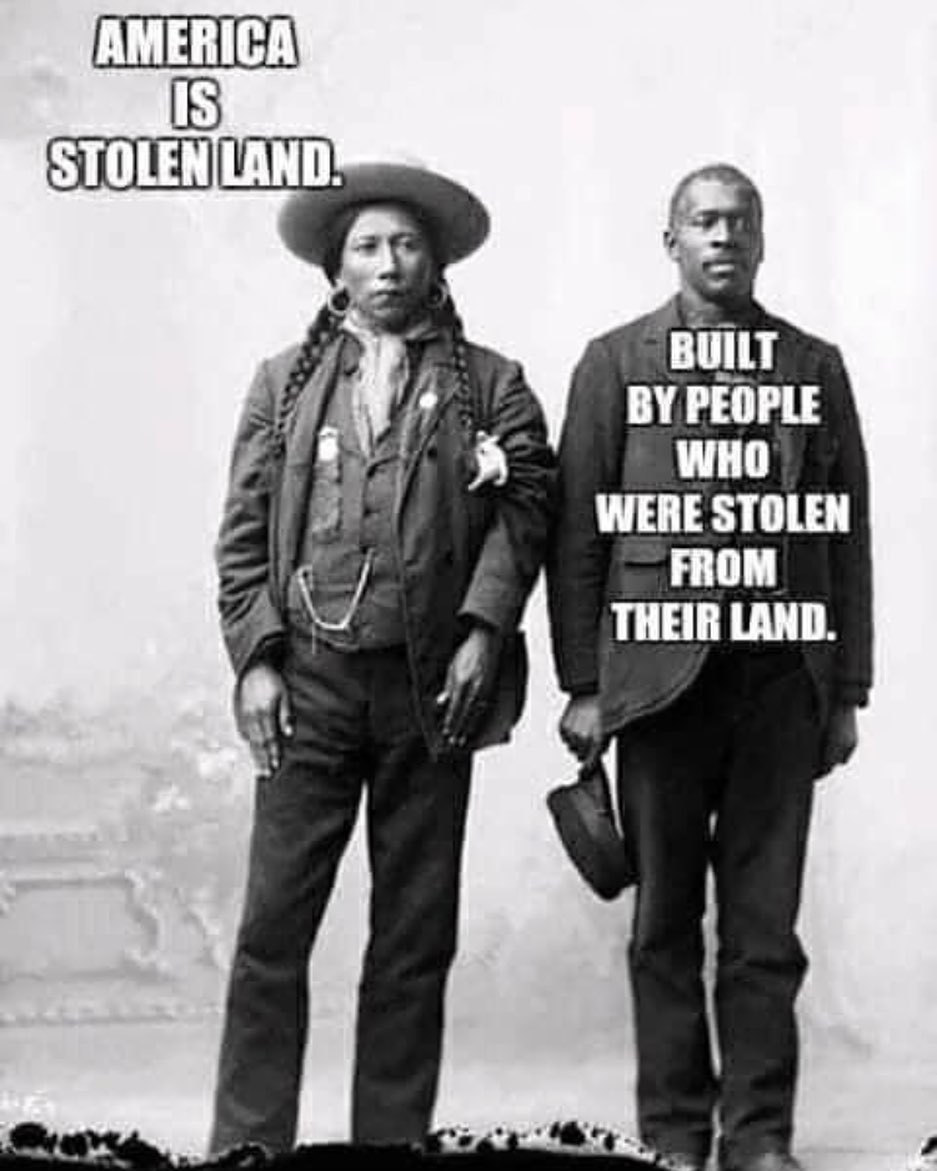 AMERICA
IS
STOLEN LAND.
BUILT
BY PEOPLE
WHO
WERE STOLEN
FROM
THEIR LAND.